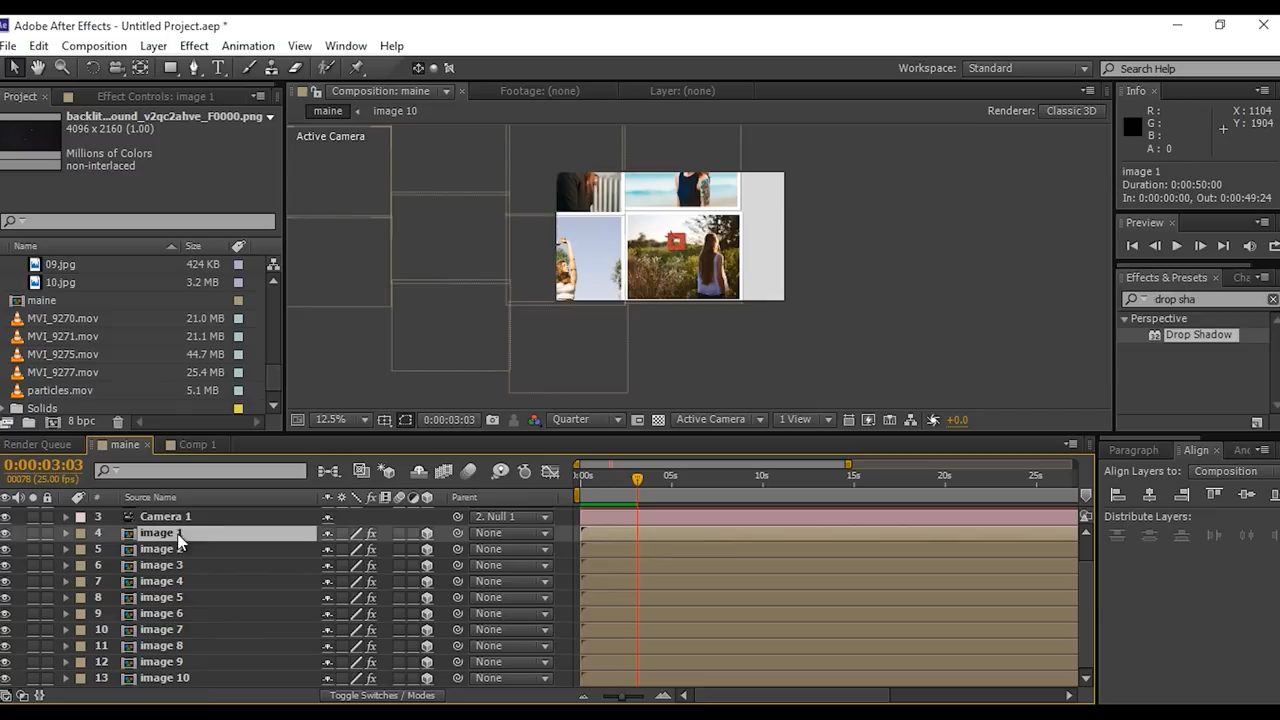 Adobe After Effects - Untitled Project.aep *
File Edit Composition Layer Effect Animation View Window Help
Workspace: Standard Search Help
Project Effect Controls: image 1
Composition: maine Footage: (none) Layer: (none)
maine image 10 Renderer: Classic3D
Active Camera
backlit...ound_v2qc2ahve_F0000.png
4096 x 2160 (1.00)
Millions of Colors
non-interlaced
Name Size
09.jpg 424 KB
10.jpg 3.2 MB
maine
MVI_9270.mov 21.0 MB
MVI_9271.mov 21.1 MB
MVI_9275.mov 44.7 MB
MVI_9277.mov 25.4 MB
particles.mov 5.1 MB
Solids
8 bpc
12.5% 0:00:03:03 Quarter Active Camera 1 View +0.0
Info
R : X : 1104
G : Y : 1904
B :
A : 0
image 1
Duration: 0:00:50:00
In: 0:00:00:00, Out: 0:00:49:24
Preview
Effects & Presets Cha
drop sha
Perspective
Drop Shadow
Render Queue maine Comp 1
0:00:03:03
00078 (25.00 fps)
# Source Name Parent
:00s 05s 10s 15s 20s 25s
3 Camera 1 2. Null 1
4 image 1 None
5 image 2 None
6 image 3 None
7 image 4 None
8 image 5 None
9 image 6 None
10 image 7 None
11 image 8 None
12 image 9 None
13 image 10 None
Toggle Switches / Modes
Paragraph Align
Align Layers to: Composition
Distribute Layers: